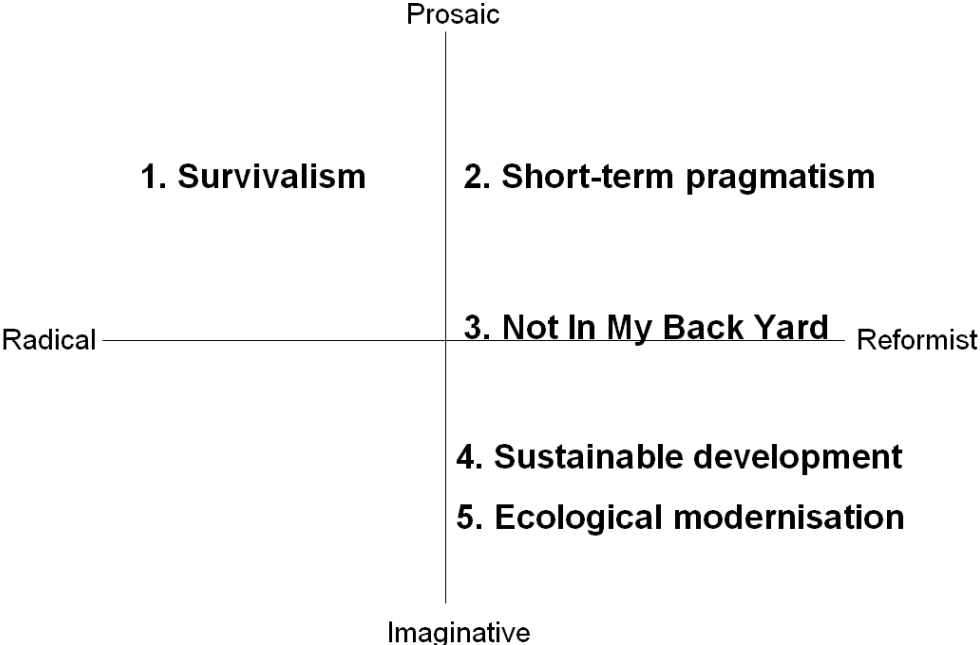 Prosaic
1. Survivalism
2. Short-term pragmatism
3. Not In My Back Yard
Radical
Reformist
4. Sustainable development
5. Ecological modernisation
Imaginative